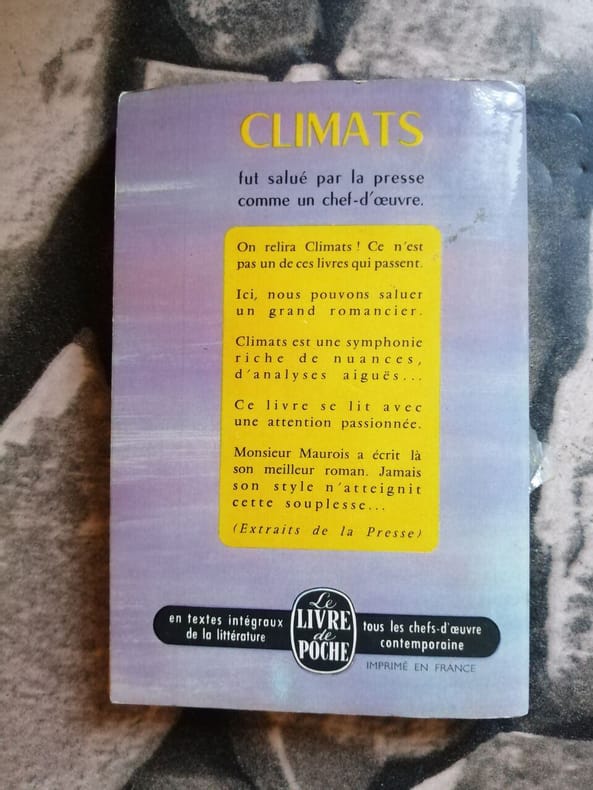 CLIMATS
fut salué par la presse
comme un chef-d'œuvre.
On relira Climats ! Ce n'est
pas un de ces livres qui passent.
Ici, nous pouvons saluer
un grand romancier.
Climats est une symphonie
riche de nuances,
d'analyses aiguës...
Ce livre se lit avec
une attention passionnée.
Monsieur Maurois a écrit là
son meilleur roman. Jamais
son style n'atteignit
cette souplesse...
(Extraits de la Presse)
en textes intégraux
de la littérature
Le
LIVRE
de
POCHE
tous les chefs-d'œuvre
contemporaine
IMPRIMÉ EN FRANCE